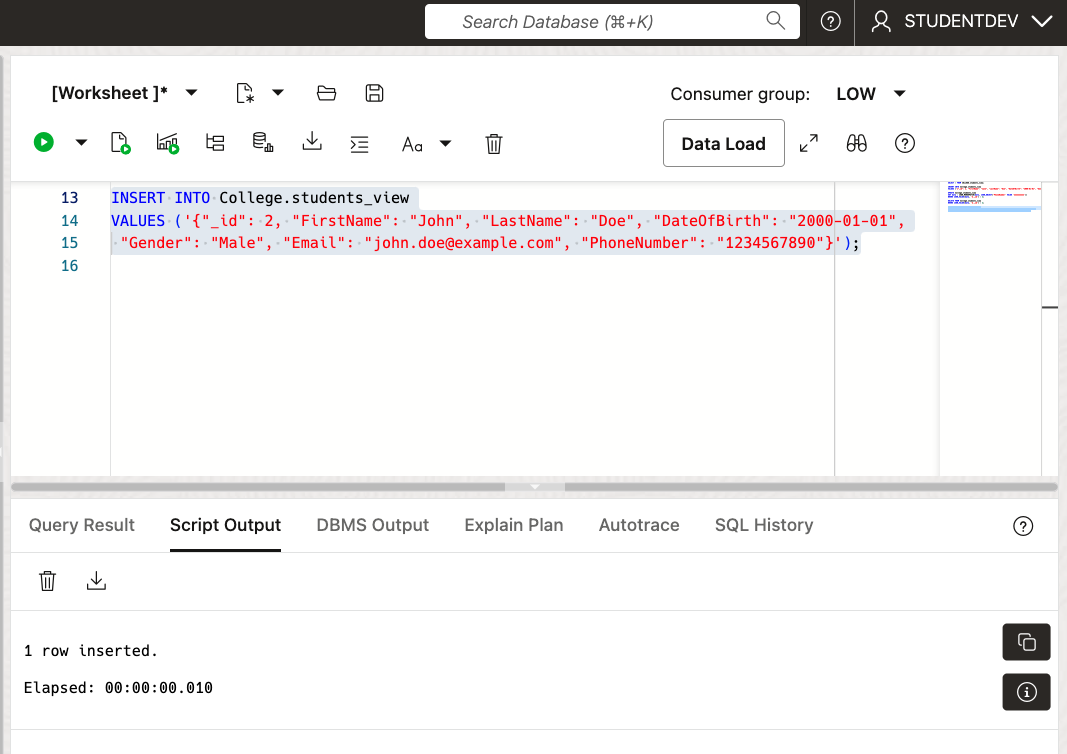 Search Database (⌘+K)
STUDENTDEV
[Worksheet ]*
Consumer group: LOW
Aa
Data Load
13 INSERT INTO College.students_view
14 VALUES ('{"_id": 2, "FirstName": "John", "LastName": "Doe", "DateOfBirth": "2000-01-01",
15 "Gender": "Male", "Email": "john.doe@example.com", "PhoneNumber": "1234567890"}');
16
Query Result Script Output DBMS Output Explain Plan Autotrace SQL History
1 row inserted.
Elapsed: 00:00:00.010